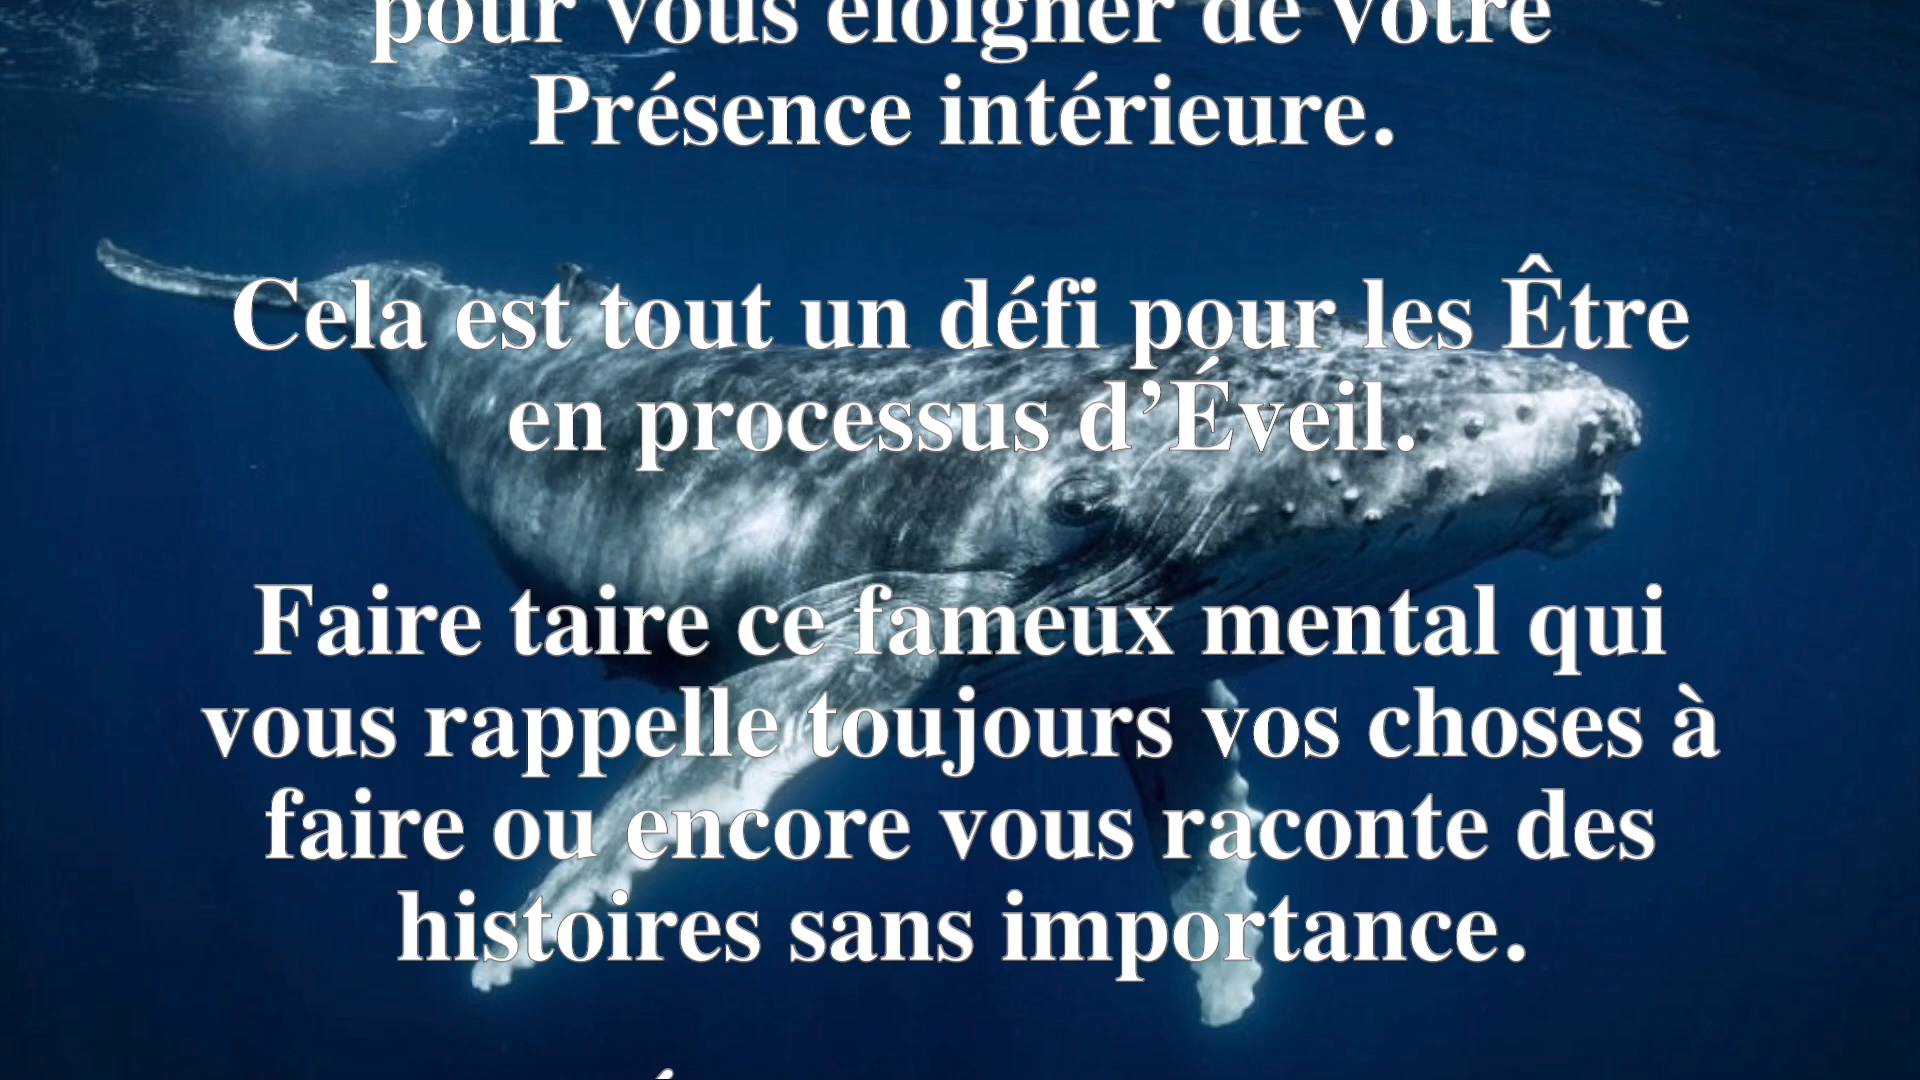 pour vous éloigner de votre
Présence intérieure.
Cela est tout un défi pour les Être
en processus d’Éveil.
Faire taire ce fameux mental qui
vous rappelle toujours vos choses à
faire ou encore vous raconte des
histoires sans importance.